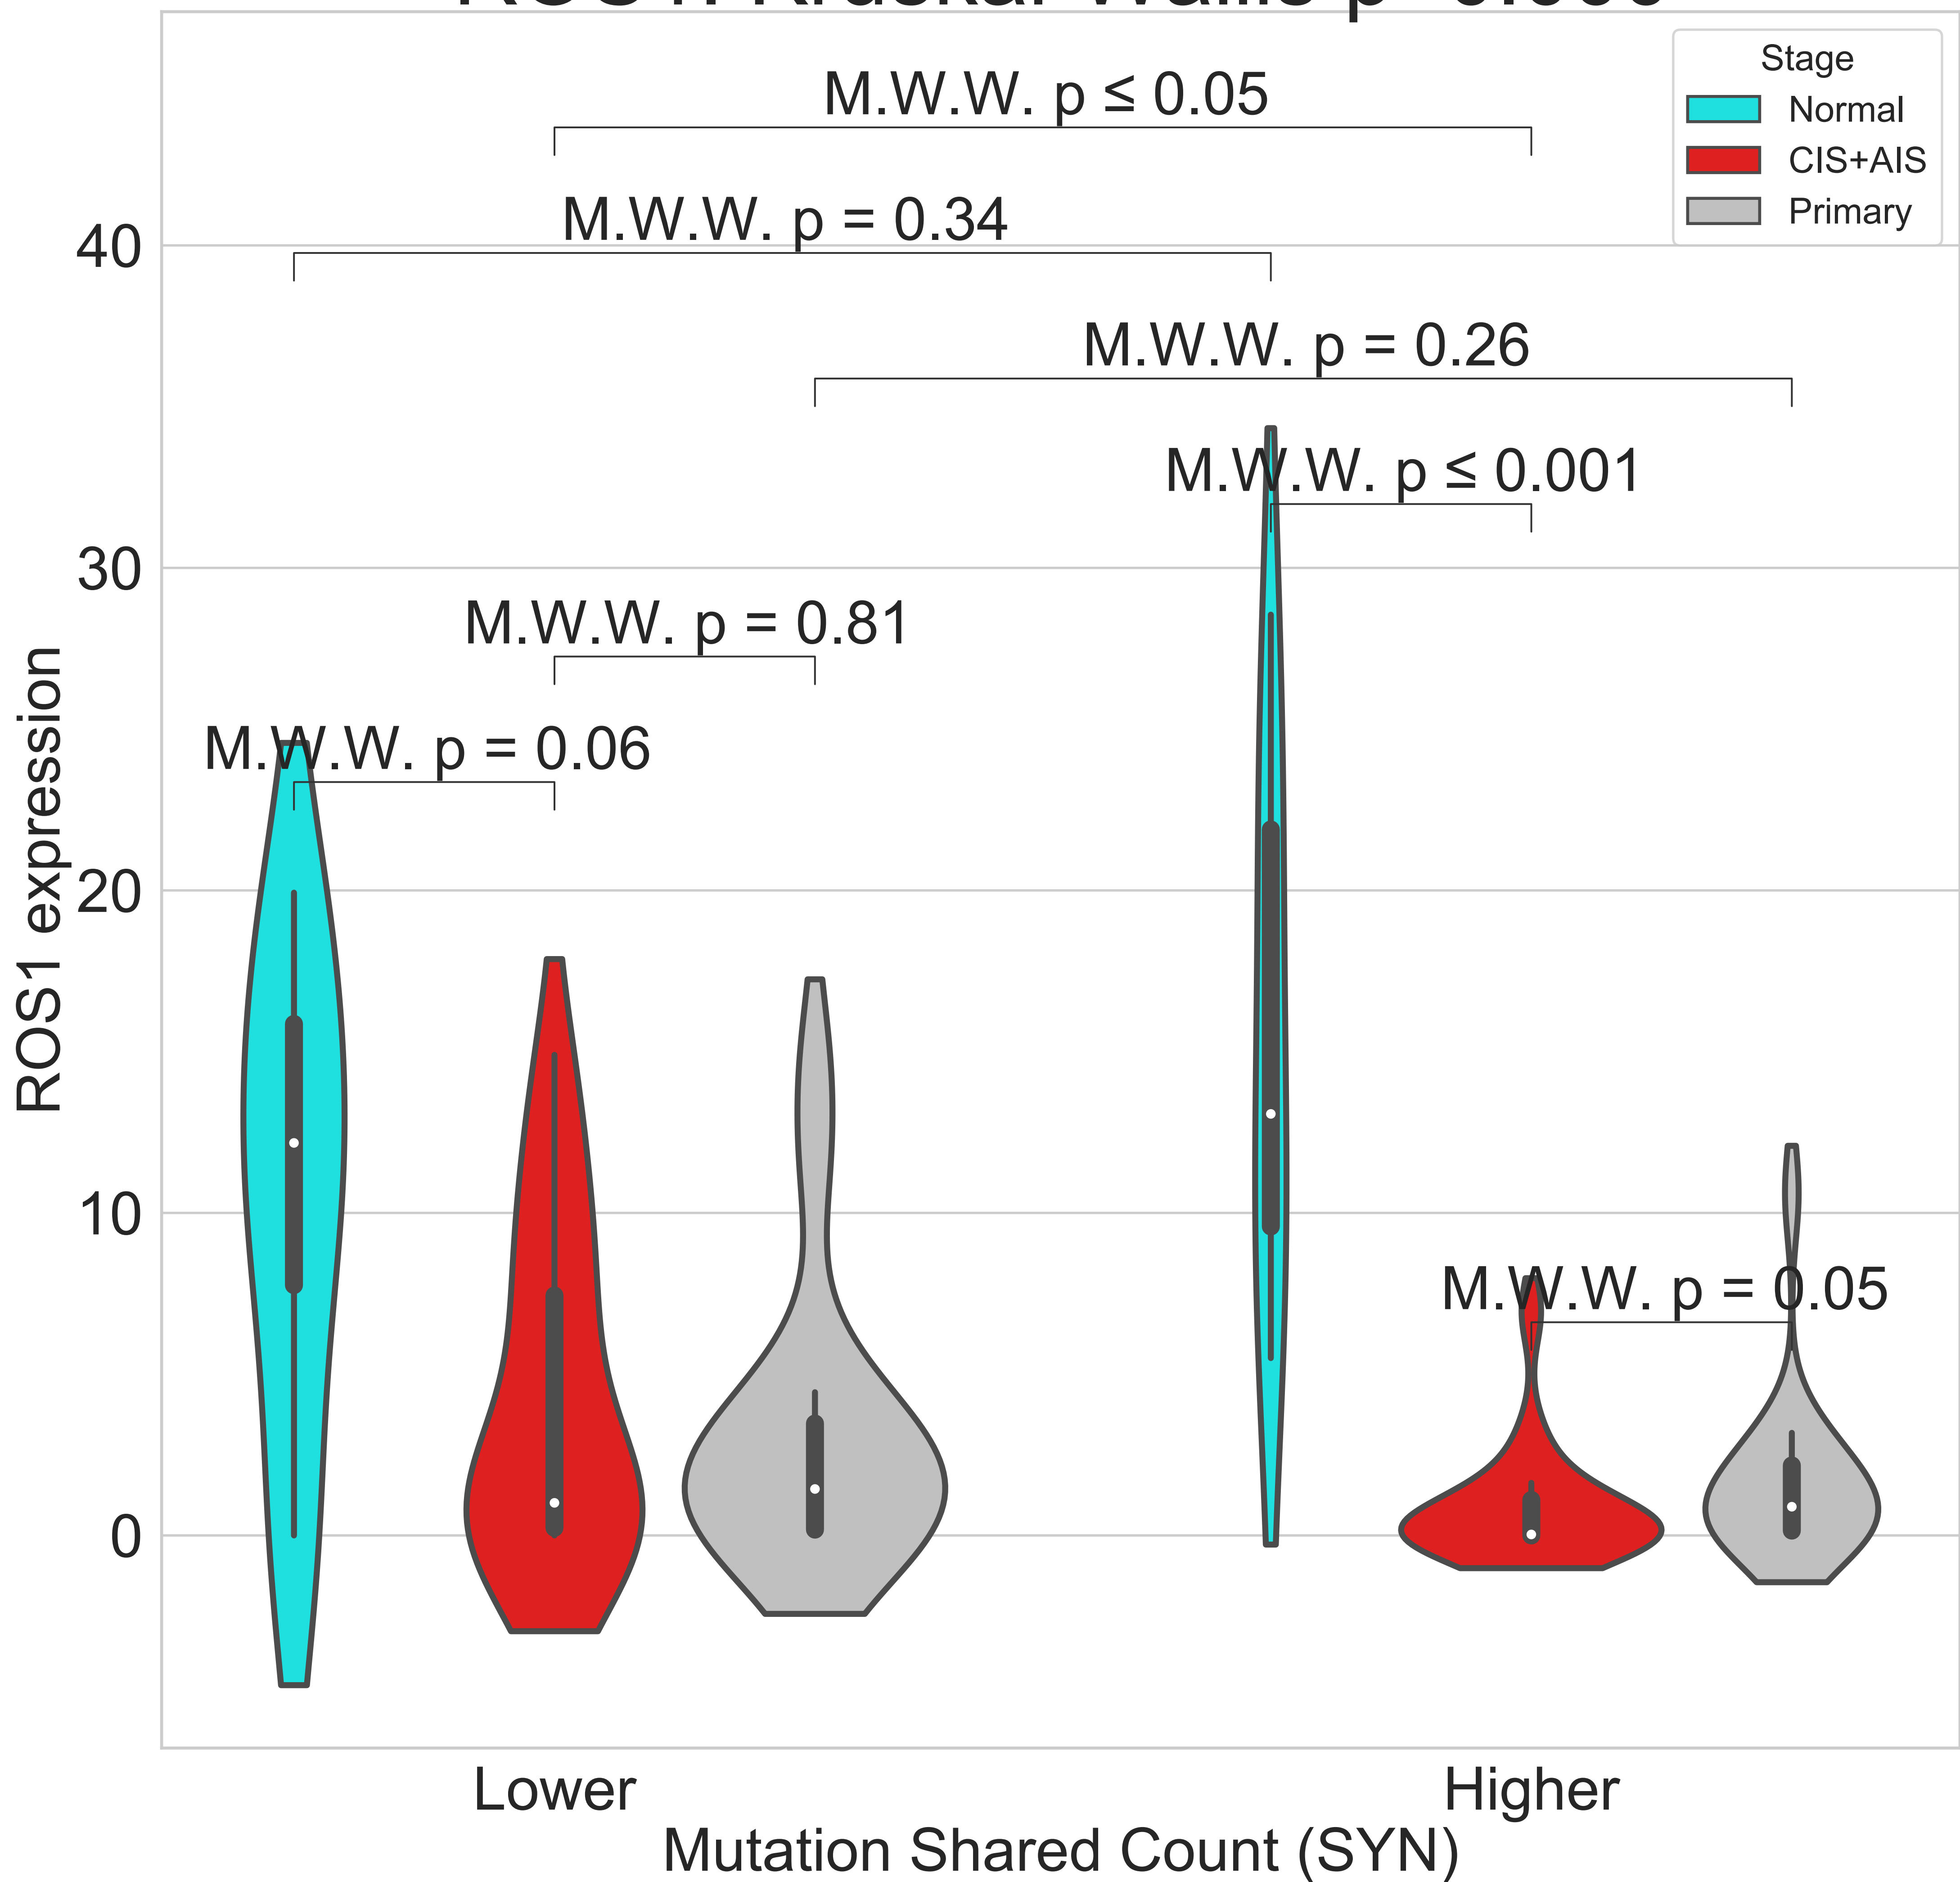 Stage
Normal
CIS+AIS
Primary
M.W.W. p ≤ 0.05
M.W.W. p = 0.34
M.W.W. p = 0.26
M.W.W. p ≤ 0.001
M.W.W. p = 0.81
M.W.W. p = 0.06
M.W.W. p = 0.05
40
30
20
10
0
ROS1 expression
Lower
Higher
Mutation Shared Count (SYN)